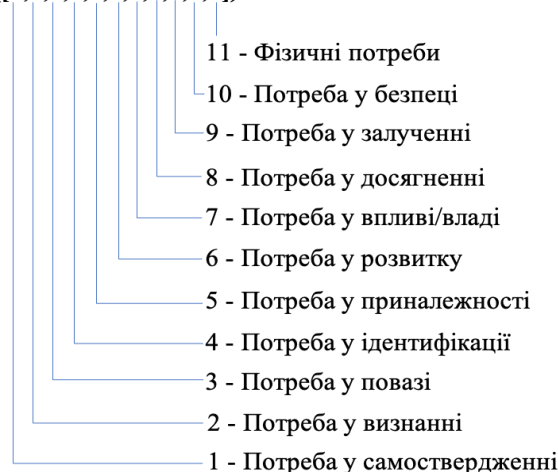 11 - Фізичні потреби
10 - Потреба у безпеці
9 - Потреба у залученні
8 - Потреба у досягненні
7 - Потреба у впливі/владі
6 - Потреба у розвитку
5 - Потреба у приналежності
4 - Потреба у ідентифікації
3 - Потреба у повазі
2 - Потреба у визнанні
1 - Потреба у самоствердженні